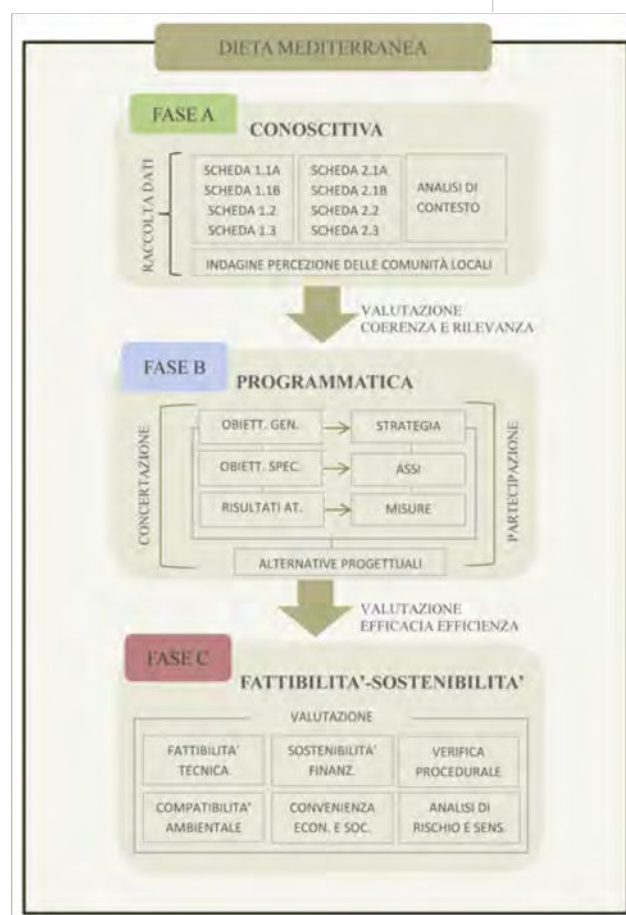 DIETA MEDITERRANEA
FASE A
CONOSCITIVA
RACCOLTA DATI
SCHEDA 1.1A
SCHEDA 1.1B
SCHEDA 1.2
SCHEDA 1.3
SCHEDA 2.1A
SCHEDA 2.1B
SCHEDA 2.2
SCHEDA 2.3
ANALISI DI
CONTESTO
INDAGINE PERCEZIONE DELLE COMUNITÀ LOCALI
VALUTAZIONE
COERENZA E RILEVANZA
FASE B
PROGRAMMATICA
CONCERTAZIONE
OBIETT. GEN.
STRATEGIA
OBIETT. SPEC.
ASSI
RISULTATI AT.
MISURE
PARTECIPAZIONE
ALTERNATIVE PROGETTUALI
VALUTAZIONE
EFFICACIA EFFICIENZA
FASE C
FATTIBILITA'-SOSTENIBILITA'
VALUTAZIONE
FATTIBILITA'
TECNICA
SOSTENIBILITA'
FINANZ.
VERIFICA
PROCEDURALE
COMPATIBILITA'
AMBIENTALE
CONVENIENZA
ECON. E SOC.
ANALISI DI
RISCHIO E SENS.